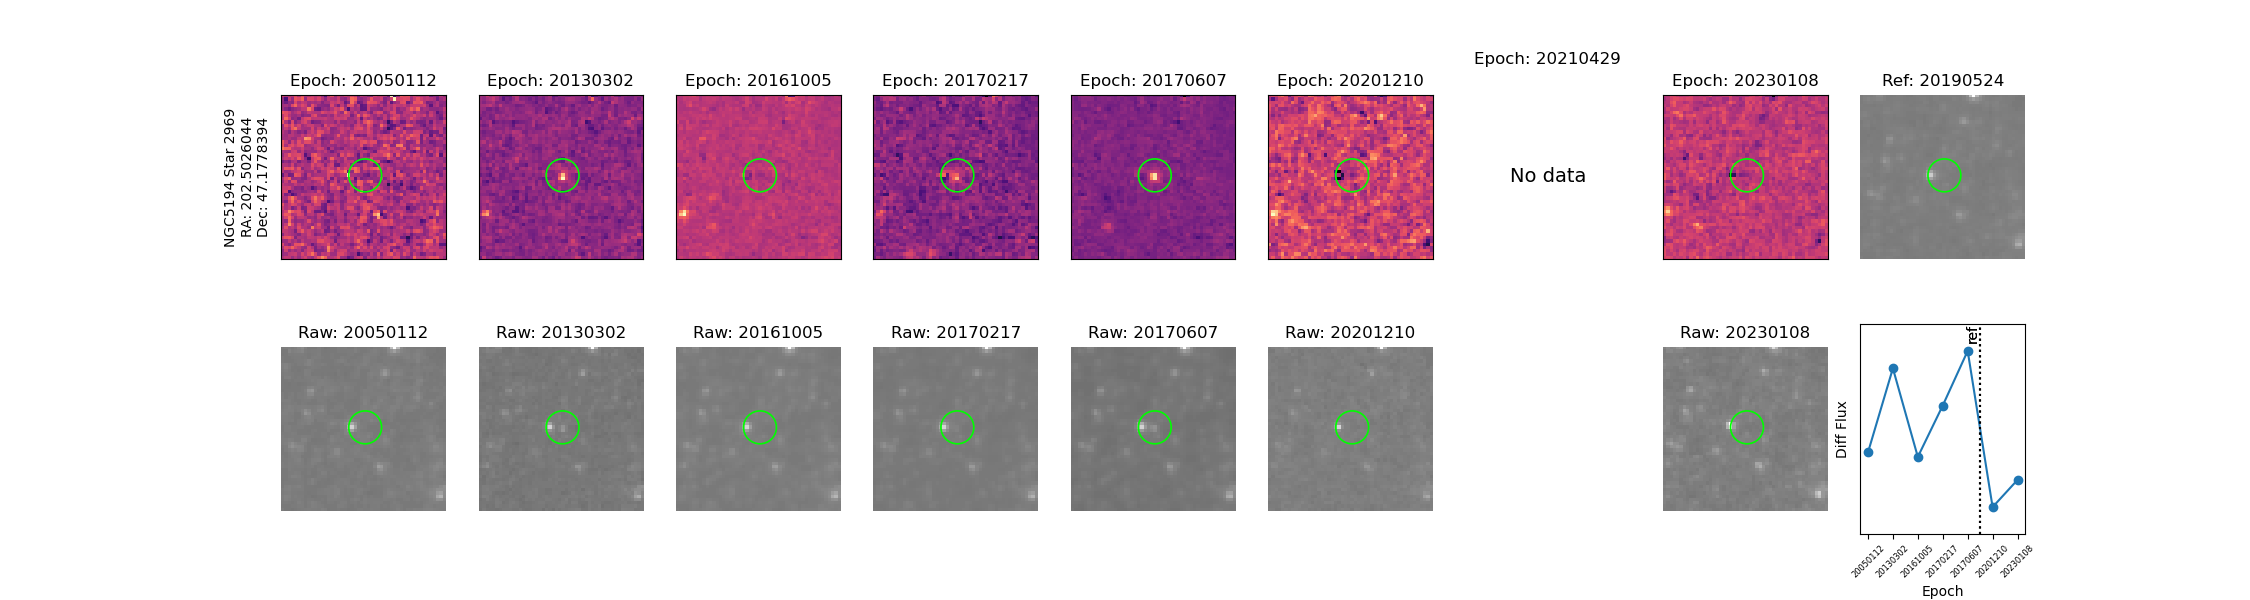 Epoch: 20210429
Epoch: 20050112
Epoch: 20130302
Epoch: 20161005
Epoch: 20170217
Epoch: 20170607
Epoch: 20201210
Epoch: 20230108
Ref: 20190524
NGC5194 Star 2969
RA: 202.5026044
Dec: 47.1778394
No data
Raw: 20050112
Raw: 20130302
Raw: 20161005
Raw: 20170217
Raw: 20170607
Raw: 20201210
Raw: 20230108
ref
Diff Flux
20050112
20130302
20161005
20170217
20170607
20201210
20230108
Epoch